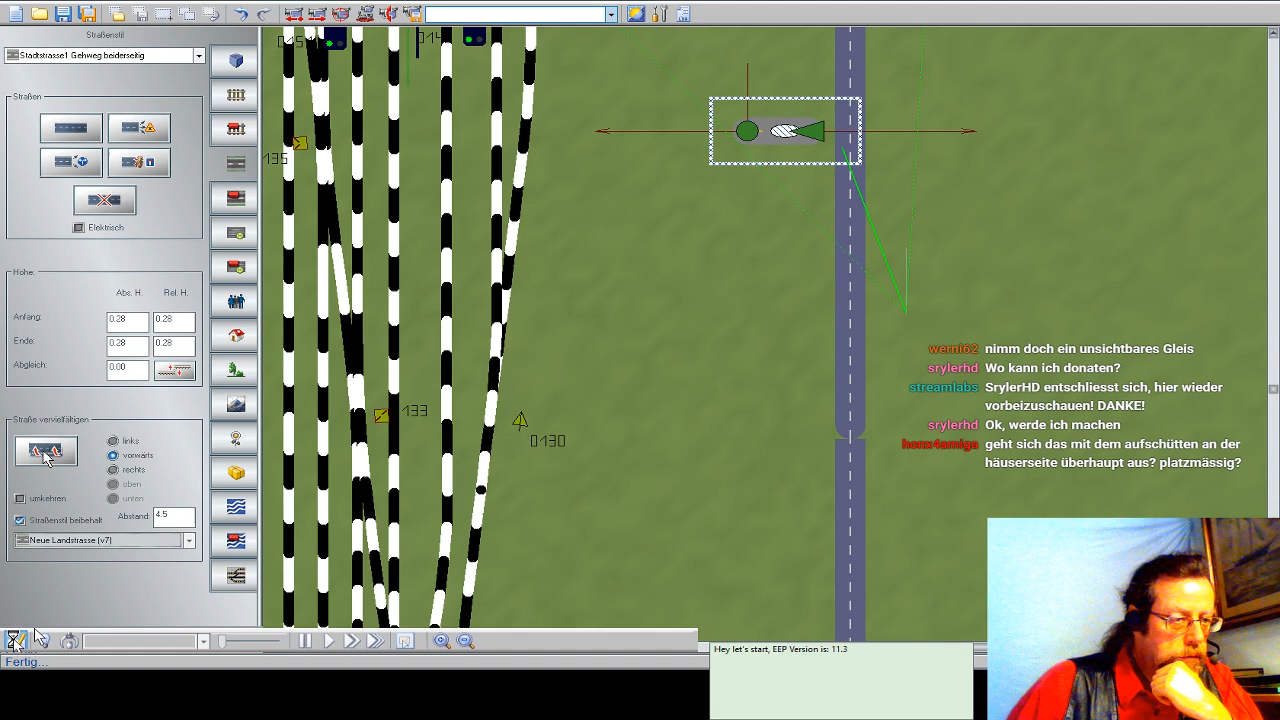 Straßenstil
Stadtstrasse1 Gehweg beiderseitig
Straßen
Elektrisch
Höhe:
Abs. H. Rel. H.
Anfang: 0.28 0.28
Ende: 0.28 0.28
Abgleich: 0.00
Straße vervielfältigen
links
vorwärts
rechts
oben
umkehren unten
Straßenstil beibehalt Abstand: 4.5
Neue Landstrasse (v7)
Fertig...
135
133
0130
werni62 nimm doch ein unsichtbares Gleis
srylerhd Wo kann ich donaten?
streamlabs SrylerHD entschliesst sich, hier wieder
vorbeizuschauen! DANKE!
srylerhd Ok, werde ich machen
honx4amiga geht sich das mit dem aufschütten an der
häuserseite überhaupt aus? platzmässig?
Hey let's start, EEP Version is: 11.3